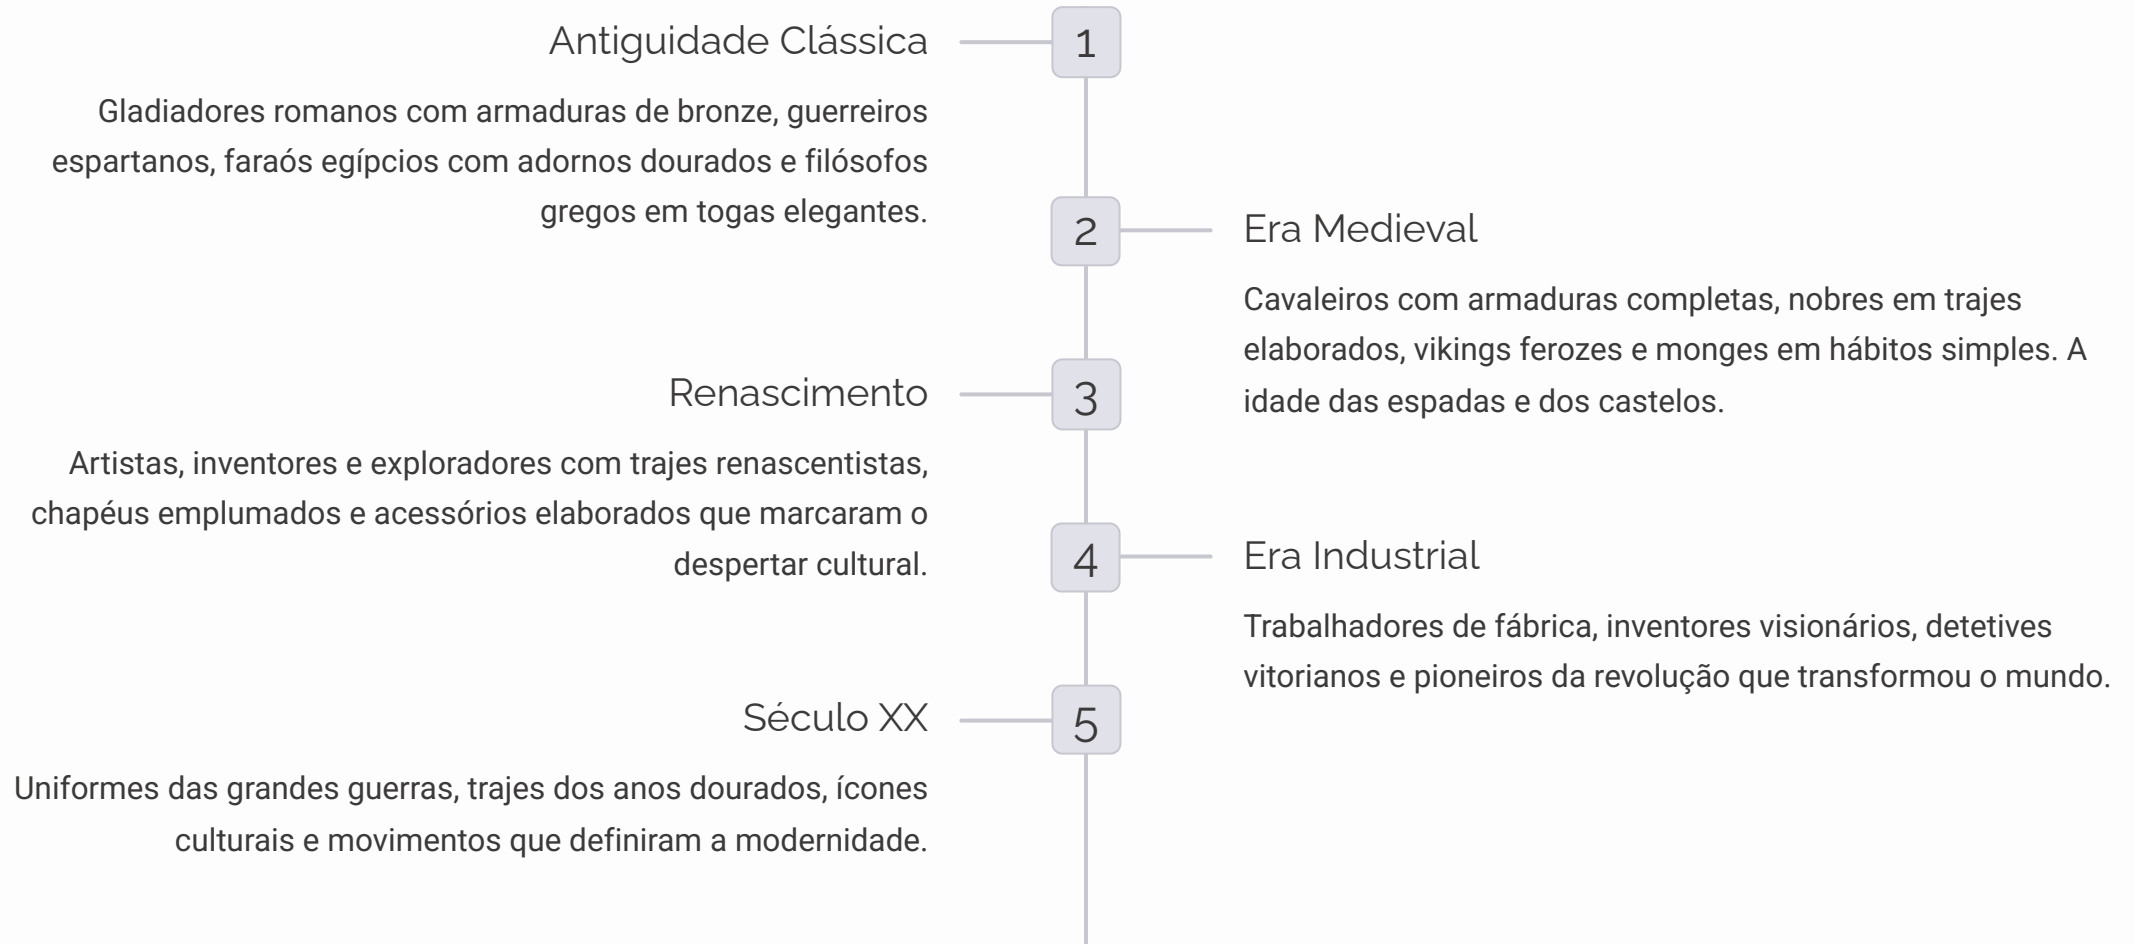 Antiguidade Clássica
1
Gladiadores romanos com armaduras de bronze, guerreiros
espartanos, faraós egípcios com adornos dourados e filósofos
gregos em togas elegantes.
2
Era Medieval
Cavaleiros com armaduras completas, nobres em trajes
elaborados, vikings ferozes e monges em hábitos simples. A
idade das espadas e dos castelos.
Renascimento
3
Artistas, inventores e exploradores com trajes renascentistas,
chapéus emplumados e acessórios elaborados que marcaram o
despertar cultural.
4
Era Industrial
Trabalhadores de fábrica, inventores visionários, detetives
vitorianos e pioneiros da revolução que transformou o mundo.
Século XX
5
Uniformes das grandes guerras, trajes dos anos dourados, ícones
culturais e movimentos que definiram a modernidade.